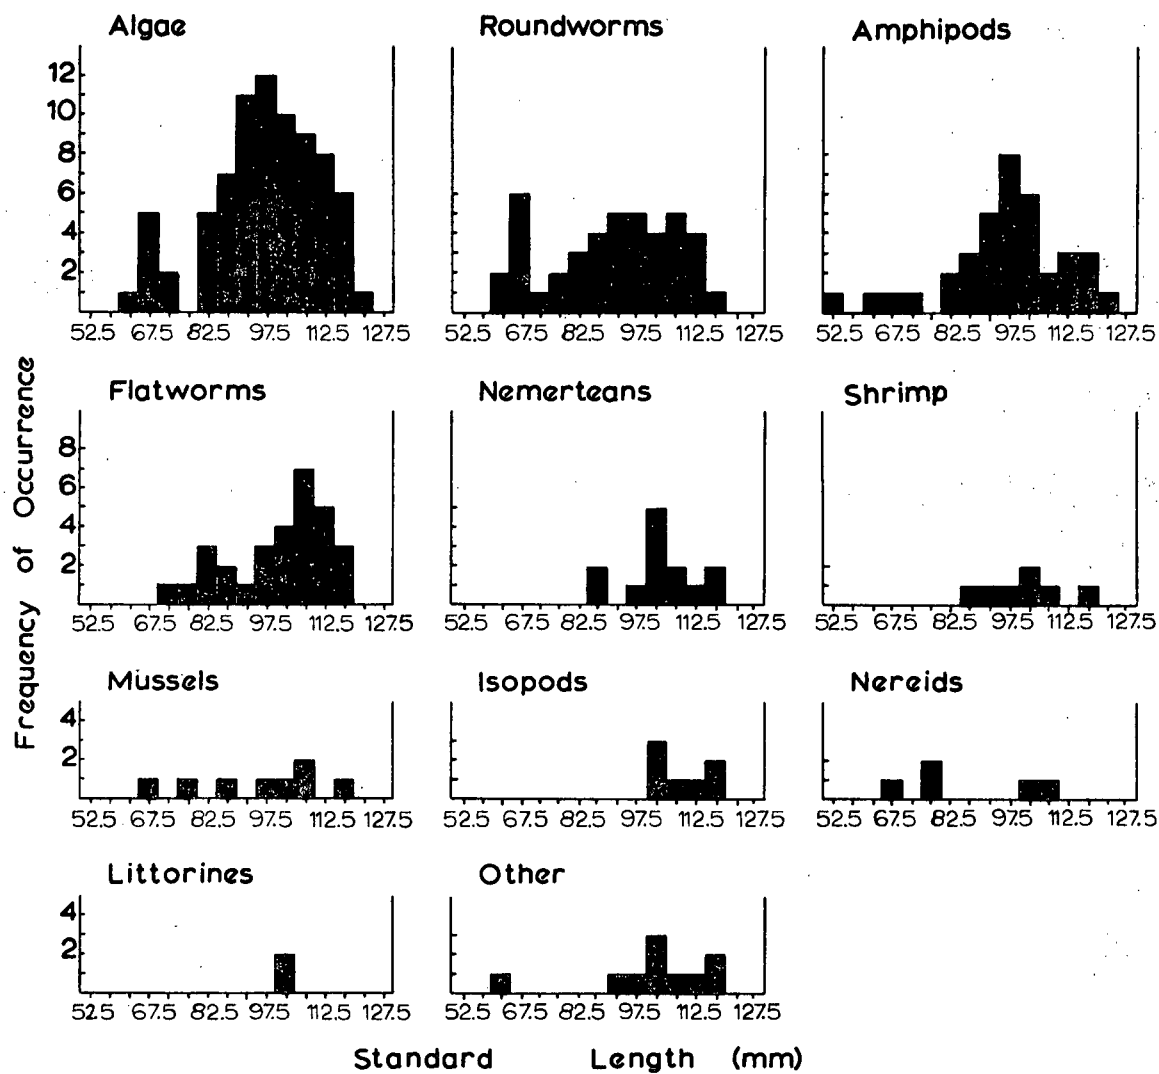 Algae Roundworms Amphipods
12
10
8
6
4
2
52.5 67.5 82.5 97.5 112.5 127.5 52.5 67.5 82.5 97.5 112.5 127.5 52.5 67.5 82.5 97.5 112.5 127.5
Flatworms Nemerteans Shrimp
8
6
4
2
52.5 67.5 82.5 97.5 112.5 127.5 52.5 67.5 82.5 97.5 112.5 127.5 52.5 67.5 82.5 97.5 112.5 127.5
Mussels Isopods Nereids
4
2
52.5 67.5 82.5 97.5 112.5 127.5 52.5 67.5 82.5 97.5 112.5 127.5 52.5 67.5 82.5 97.5 112.5 127.5
Littorines Other
4
2
52.5 67.5 82.5 97.5 112.5 127.5 52.5 67.5 82.5 97.5 112.5 127.5
Frequency of Occurrence
Standard Length (mm)